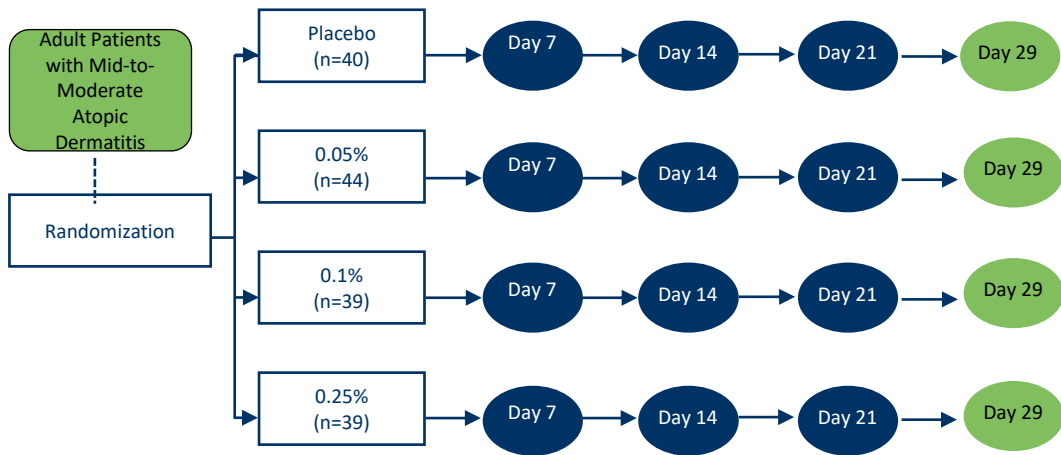 Adult Patients
with Mid-to-
Moderate
Atopic
Dermatitis
Randomization
Placebo
(n=40)
Day 7
Day 14
Day 21
Day 29
0.05%
(n=44)
Day 7
Day 14
Day 21
Day 29
0.1%
(n=39)
Day 7
Day 14
Day 21
Day 29
0.25%
(n=39)
Day 7
Day 14
Day 21
Day 29